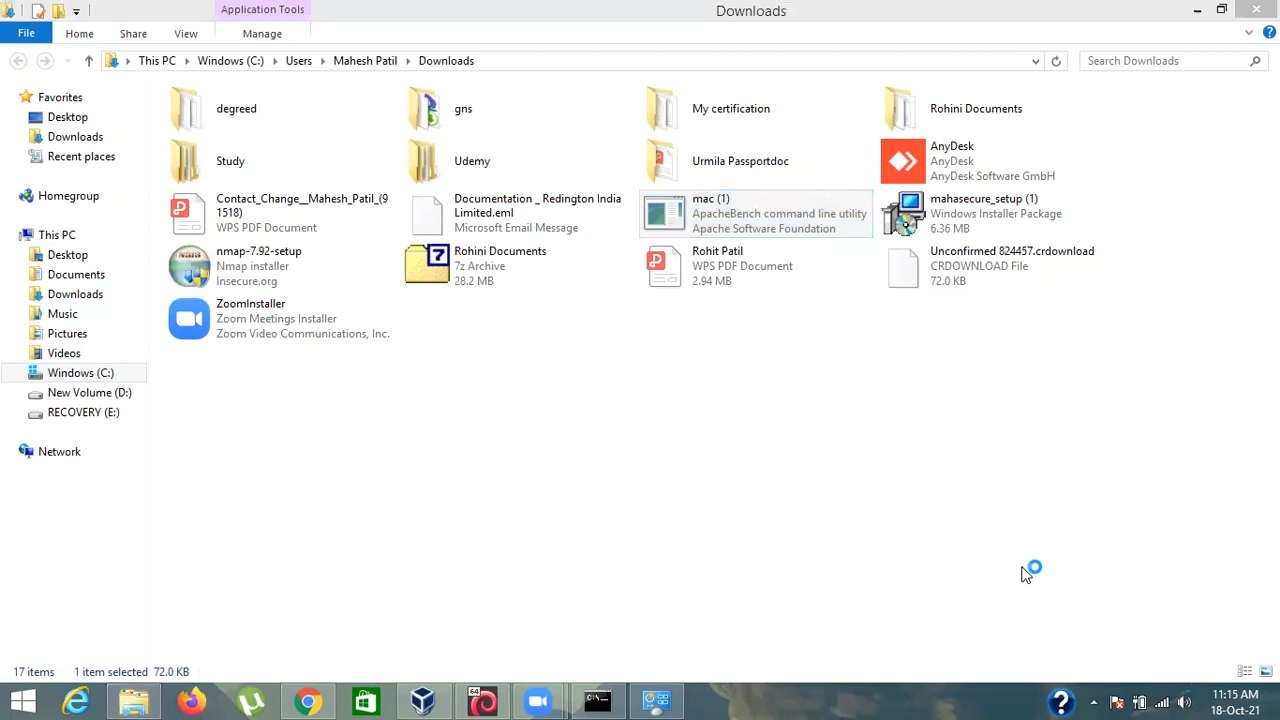 Application Tools
Downloads
File
Home
Share
View
Manage
This PC
Windows (C:)
Users
Mahesh Patil
Downloads
Search Downloads
Favorites
Desktop
Downloads
Recent places
Homegroup
This PC
Desktop
Documents
Downloads
Music
Pictures
Videos
Windows (C:)
New Volume (D:)
RECOVERY (E:)
Network
degreed
gns
My certification
Rohini Documents
Study
Udemy
Urmila Passportdoc
AnyDesk
AnyDesk
AnyDesk Software GmbH
Contact_Change__Mahesh_Patil_(9
1518)
WPS PDF Document
Documentation _ Redington India
Limited.eml
Microsoft Email Message
mac (1)
ApacheBench command line utility
Apache Software Foundation
mahasecure_setup (1)
Windows Installer Package
6.36 MB
nmap-7.92-setup
Nmap installer
Insecure.org
Rohini Documents
7z Archive
28.2 MB
Rohit Patil
WPS PDF Document
2.94 MB
Unconfirmed 824457.crdownload
CRDOWNLOAD File
72.0 KB
ZoomInstaller
Zoom Meetings Installer
Zoom Video Communications, Inc.
17 items
1 item selected 72.0 KB
64
11:15 AM
18-Oct-21